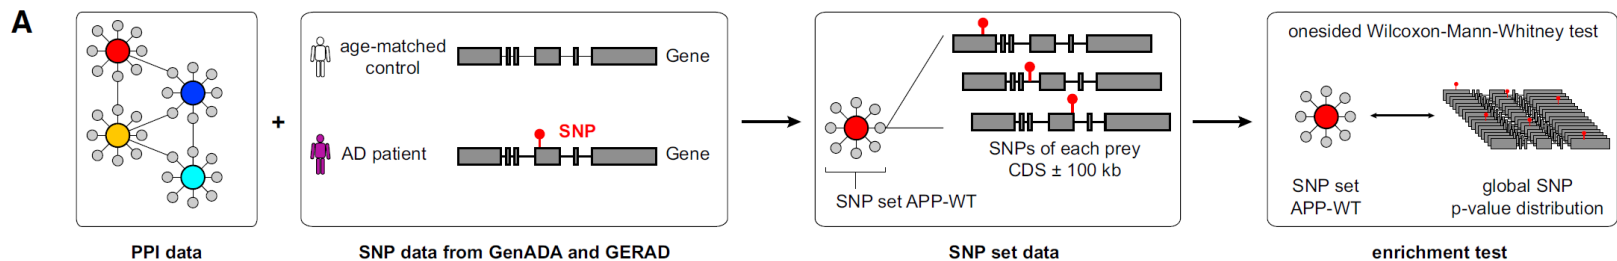 A
age-matched
control
Gene
+
SNP
AD patient
Gene
SNPs of each prey
CDS ± 100 kb
SNP set APP-WT
onesided Wilcoxon-Mann-Whitney test
SNP set
APP-WT
global SNP
p-value distribution
PPI data
SNP data from GenADA and GERAD
SNP set data
enrichment test